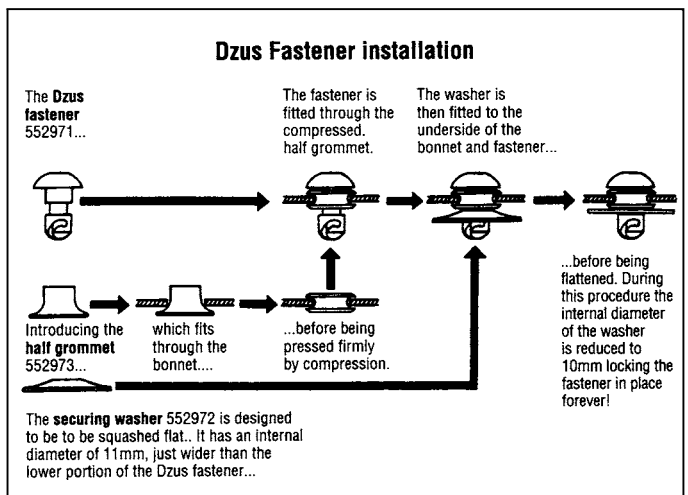 Dzus Fastener installation
The Dzus
fastener
552971...
The fastener is
fitted through the
compressed.
half grommet.
The washer is
then fitted to the
underside of the
bonnet and fastener...
Introducing the
half grommet
552973...
which fits
through the
bonnet....
...before being
pressed firmly
by compression.
...before being
flattened. During
this procedure the
internal diameter
of the washer
is reduced to
10mm locking the
fastener in place
forever!
The securing washer 552972 is designed
to be to be squashed flat.. It has an internal
diameter of 11mm, just wider than the
lower portion of the Dzus fastener...